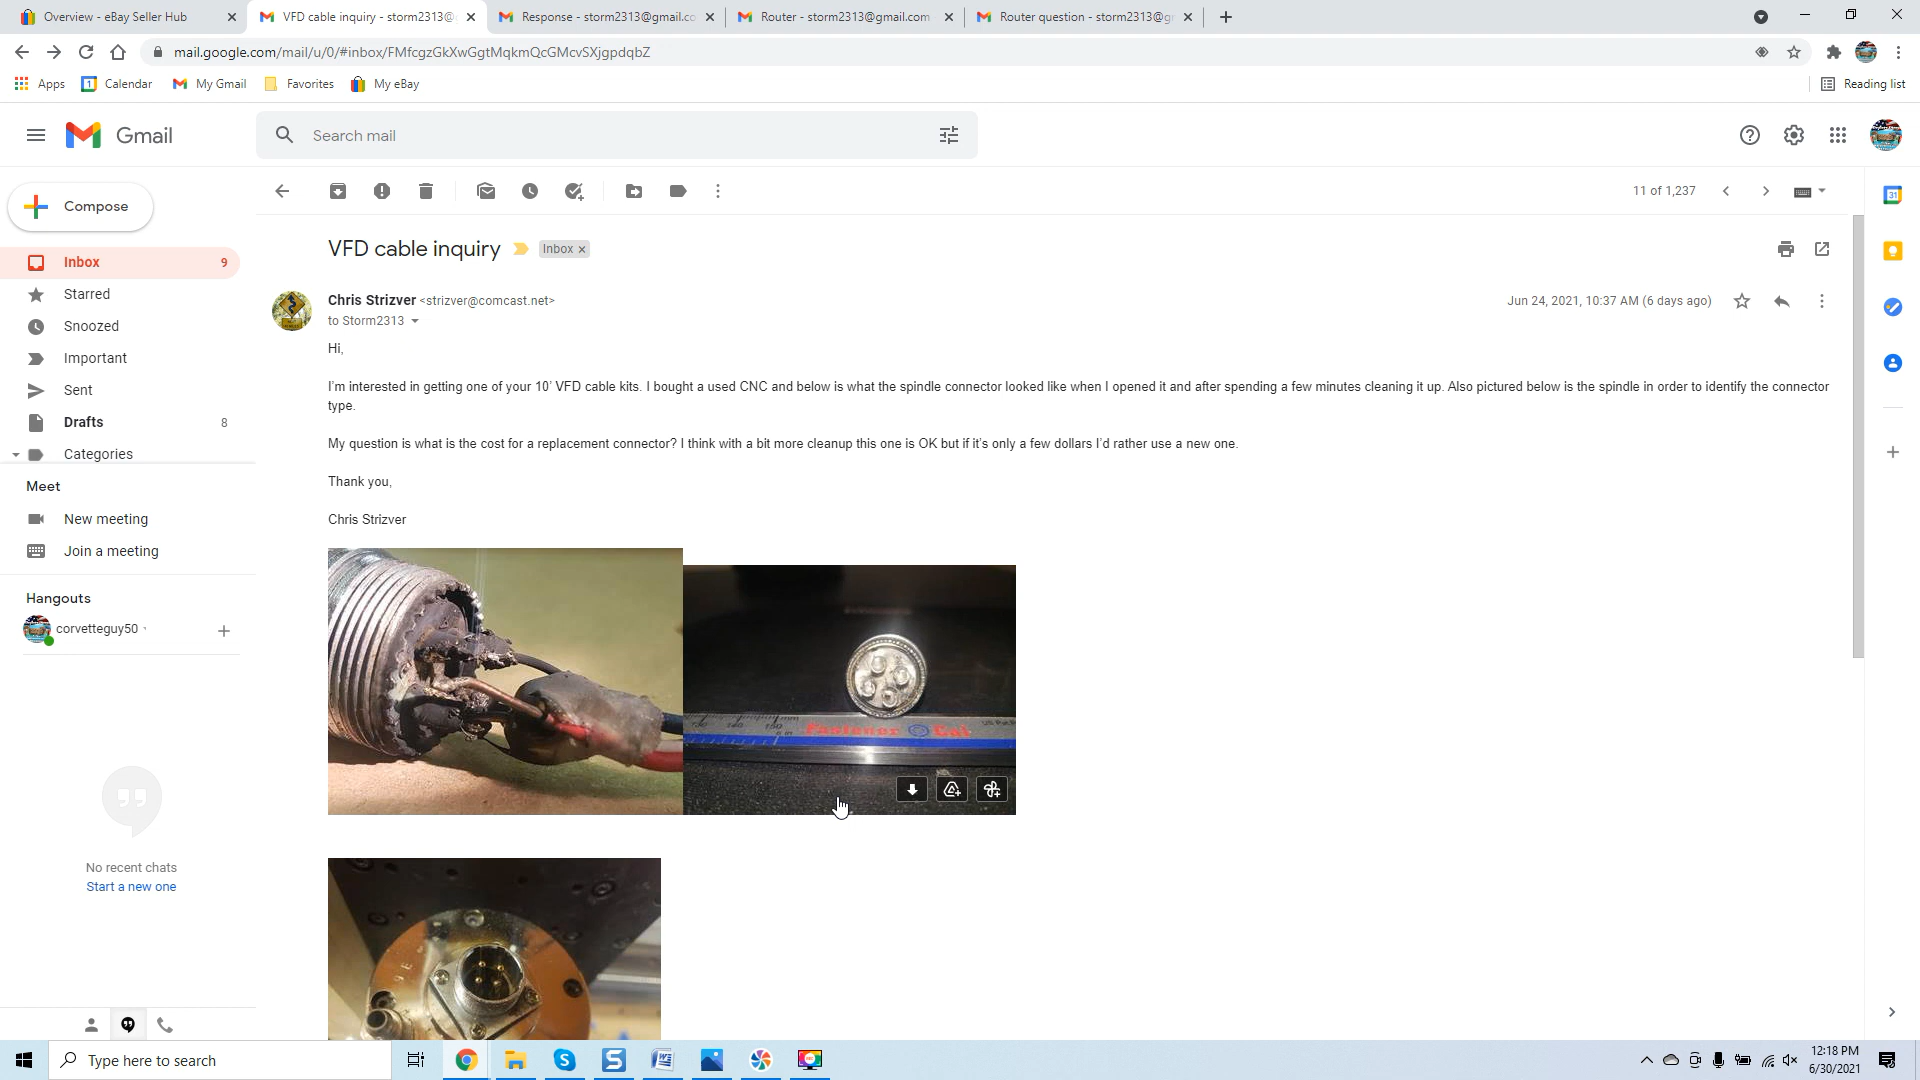 Overview - eBay Seller Hub
VFD cable inquiry - storm2313@
Response - storm2313@gmail.co
Router - storm2313@gmail.com
Router question - storm2313@g
mail.google.com/mail/u/0/#inbox/FMfcgzGkXwGgtMqkmQcGMcvSXjgpdqbZ
Apps
Calendar
My Gmail
Favorites
My eBay
Reading list
Gmail
Search mail
Compose
11 of 1,237
VFD cable inquiry
Inbox ×
Inbox 9
Starred
Snoozed
Important
Sent
Drafts 8
Categories
Chris Strizver <strizver@comcast.net>
Jun 24, 2021, 10:37 AM (6 days ago)
to Storm2313
Hi,
I'm interested in getting one of your 10' VFD cable kits. I bought a used CNC and below is what the spindle connector looked like when I opened it and after spending a few minutes cleaning it up. Also pictured below is the spindle in order to identify the connector
type.
My question is what is the cost for a replacement connector? I think with a bit more cleanup this one is OK but if it's only a few dollars I'd rather use a new one.
Thank you,
Chris Strizver
Meet
New meeting
Join a meeting
Hangouts
corvetteguy50
No recent chats
Start a new one
Fastener
Type here to search
12:18 PM
6/30/2021